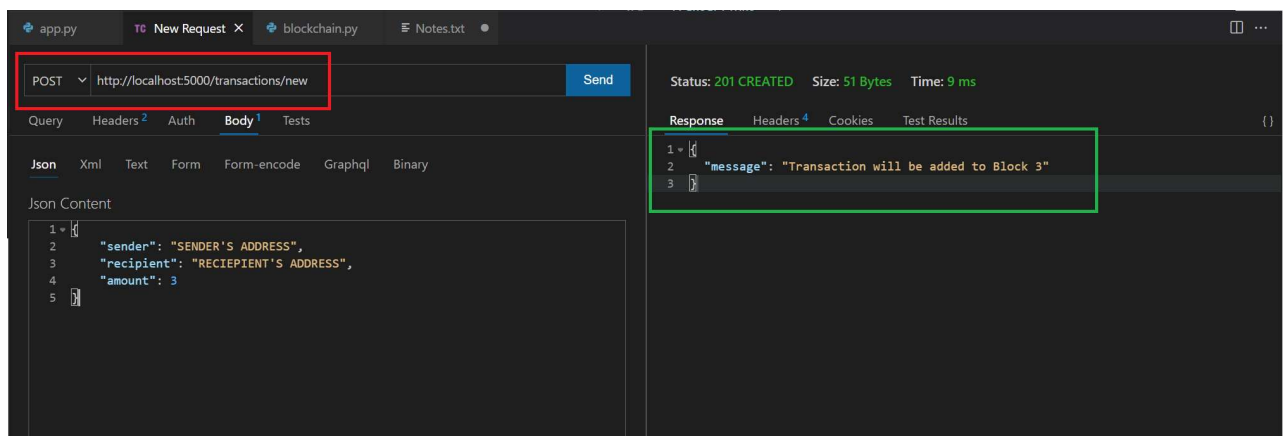 app.py TC New Request × blockchain.py Notes.txt ●
POST http://localhost:5000/transactions/new Send
Query Headers 2 Auth Body 1 Tests
Json Xml Text Form Form-encode Graphql Binary
Json Content
1 {
2 "sender": "SENDER'S ADDRESS",
3 "recipient": "RECIEPIENT'S ADDRESS",
4 "amount": 3
5 }
Status: 201 CREATED Size: 51 Bytes Time: 9 ms
Response Headers 4 Cookies Test Results {}
1 {
2 "message": "Transaction will be added to Block 3"
3 }